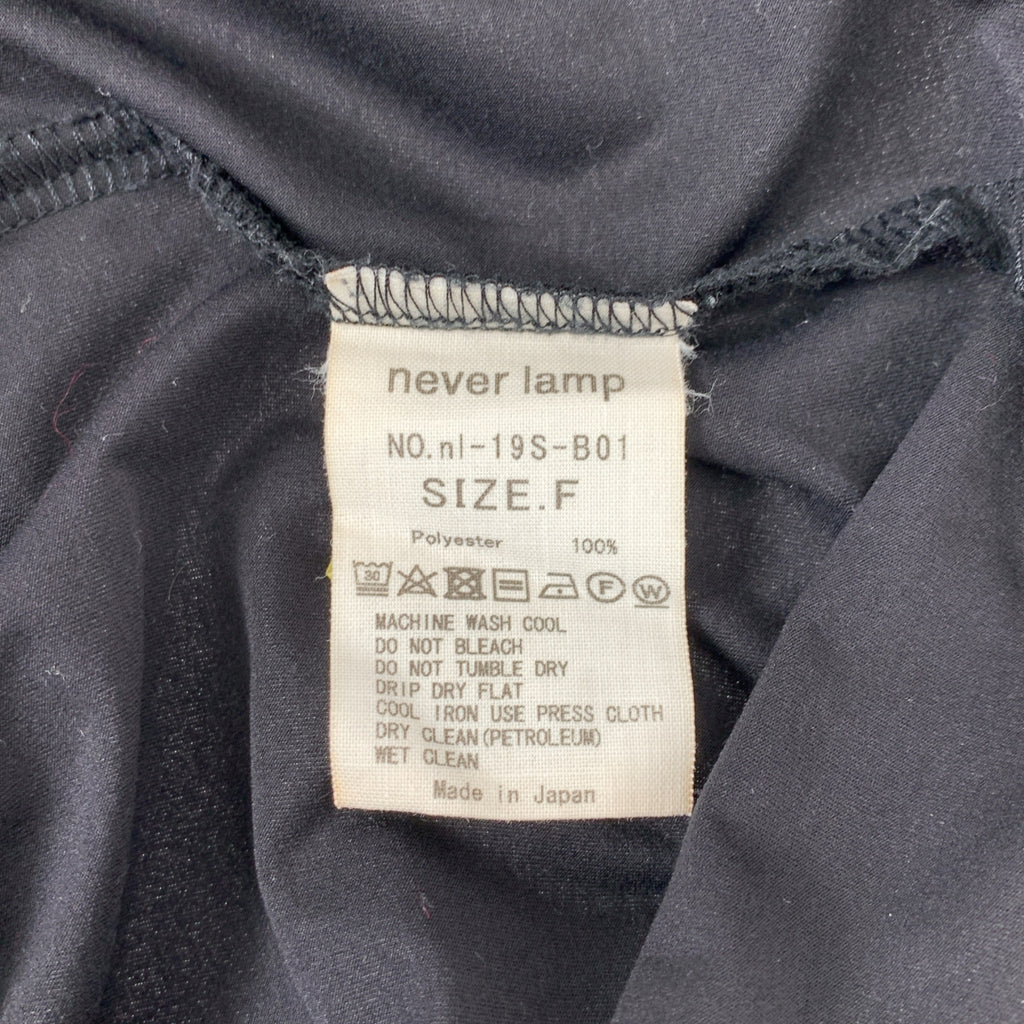 never lamp
NO.nl-19S-B01
SIZE.F
Polyester 100%
30 F W
MACHINE WASH COOL
DO NOT BLEACH
DO NOT TUMBLE DRY
DRIP DRY FLAT
COOL IRON USE PRESS CLOTH
DRY CLEAN(PETROLEUM)
WET CLEAN
Made in Japan